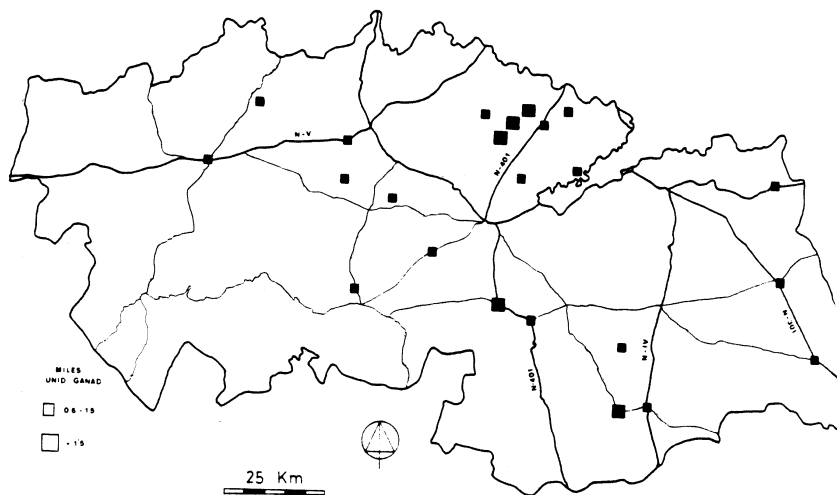 N-V
N-401
N-301
N-IV
N-401
MILES
UNID GANAD
0.6 - 1.5
+ 1.5
25 Km